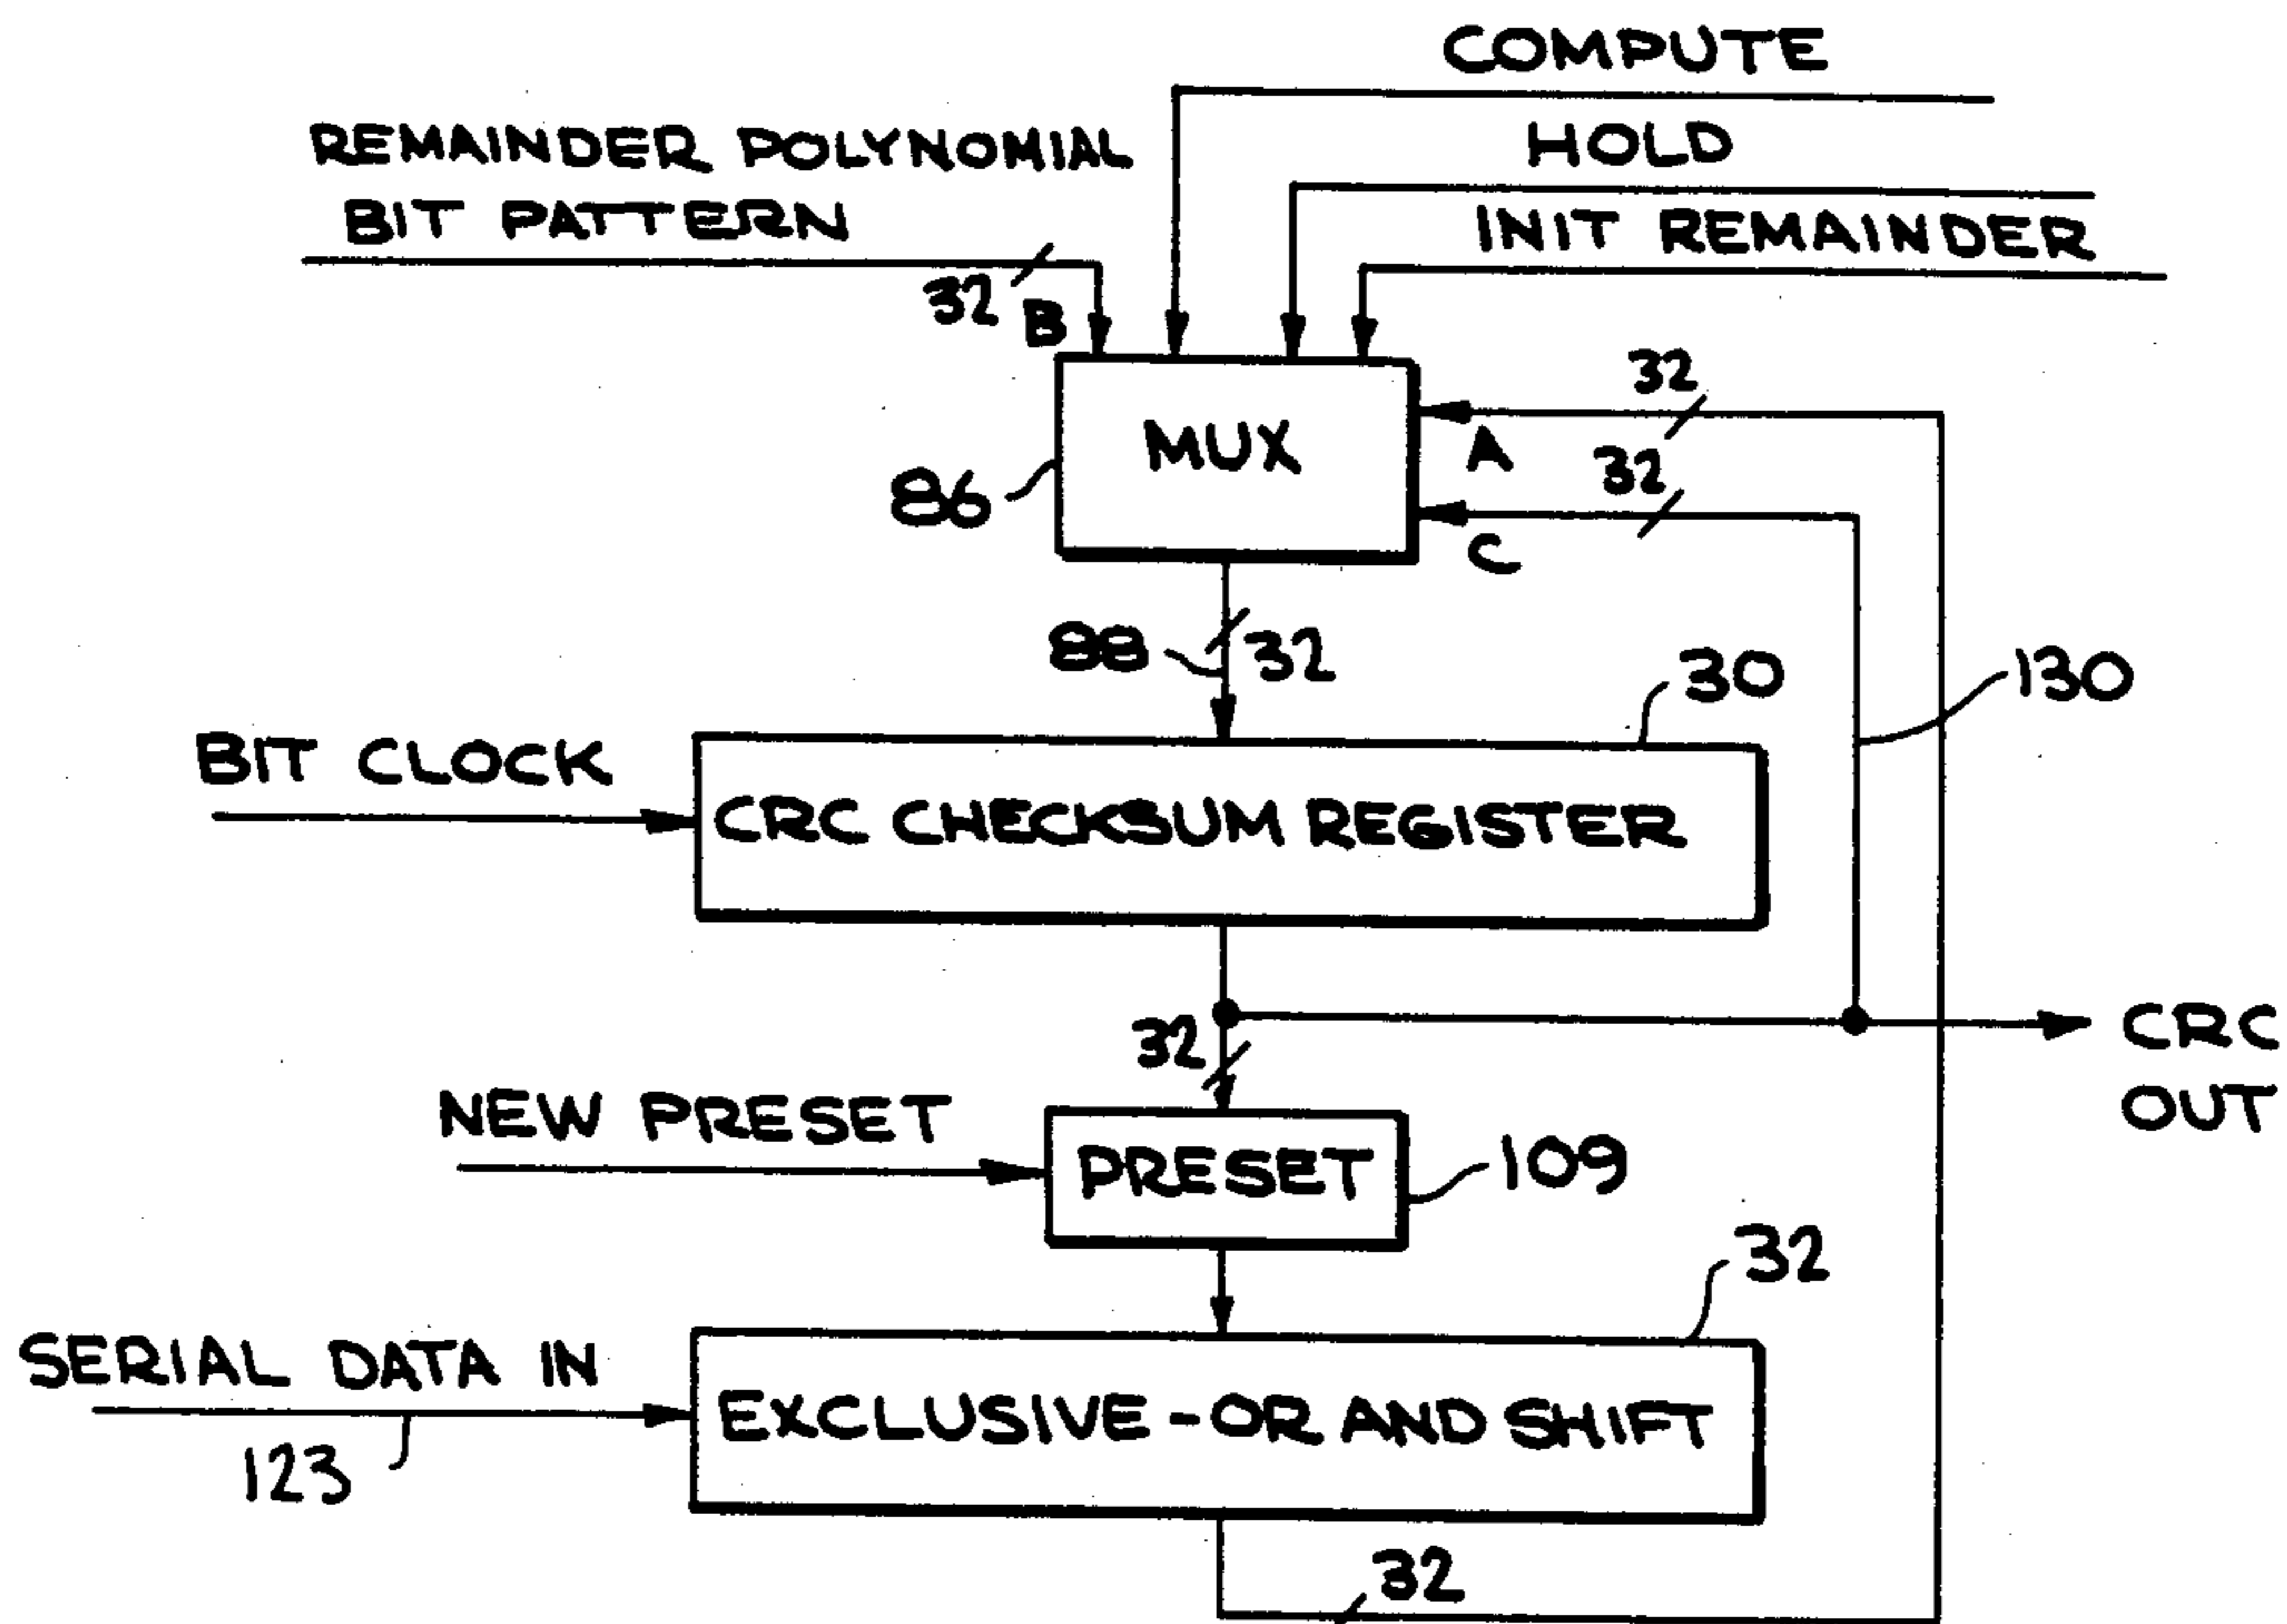 COMPUTE
REMAINDER POLYNOMIAL
BIT PATTERN
HOLD
INIT REMAINDER
32
B
32
MUX
A
32
86
C
88
32
30
130
BIT CLOCK
CRC CHECKSUM REGISTER
32
CRC
OUT
NEW PRESET
PRESET
109
32
SERIAL DATA IN
EXCLUSIVE-OR AND SHIFT
123
32